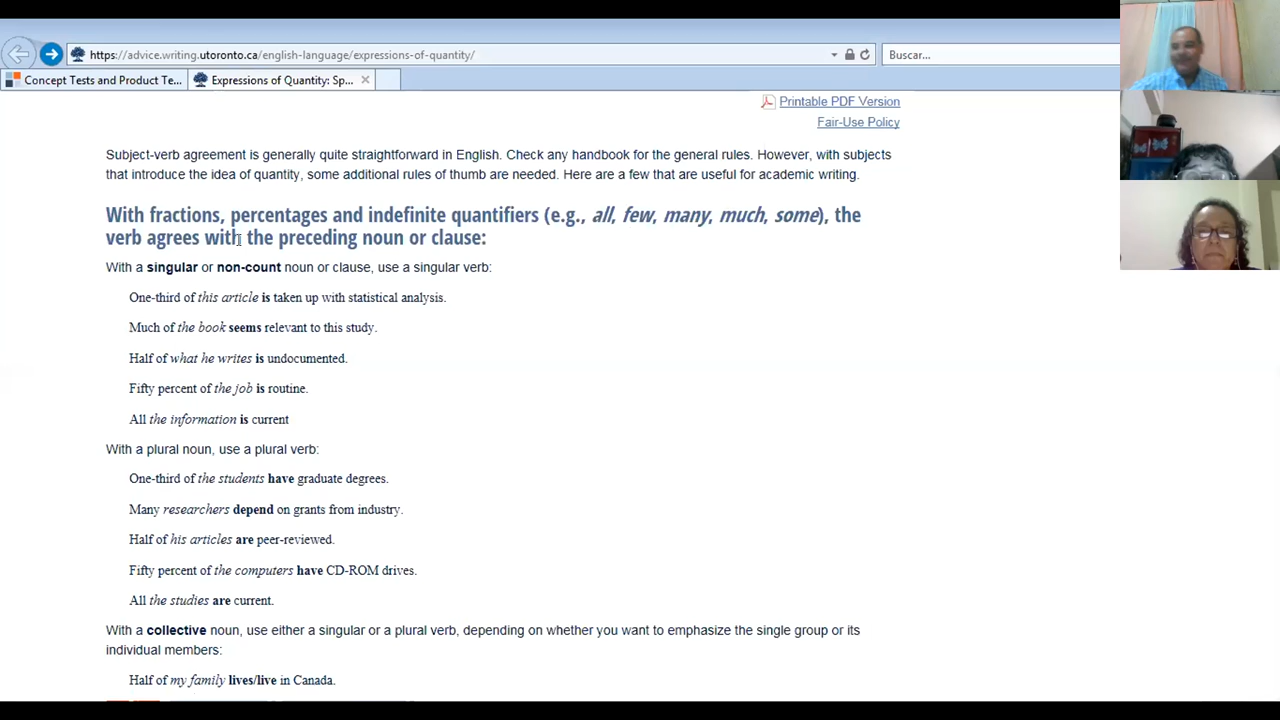 https://advice.writing.utoronto.ca/english-language/expressions-of-quantity/
Buscar...
Concept Tests and Product Te...
Expressions of Quantity: Sp...
Printable PDF Version
Fair-Use Policy
Subject-verb agreement is generally quite straightforward in English. Check any handbook for the general rules. However, with subjects
that introduce the idea of quantity, some additional rules of thumb are needed. Here are a few that are useful for academic writing.
With fractions, percentages and indefinite quantifiers (e.g., all, few, many, much, some), the
verb agrees with the preceding noun or clause:
With a singular or non-count noun or clause, use a singular verb:
One-third of this article is taken up with statistical analysis.
Much of the book seems relevant to this study.
Half of what he writes is undocumented.
Fifty percent of the job is routine.
All the information is current
With a plural noun, use a plural verb:
One-third of the students have graduate degrees.
Many researchers depend on grants from industry.
Half of his articles are peer-reviewed.
Fifty percent of the computers have CD-ROM drives.
All the studies are current.
With a collective noun, use either a singular or a plural verb, depending on whether you want to emphasize the single group or its
individual members:
Half of my family lives/live in Canada.